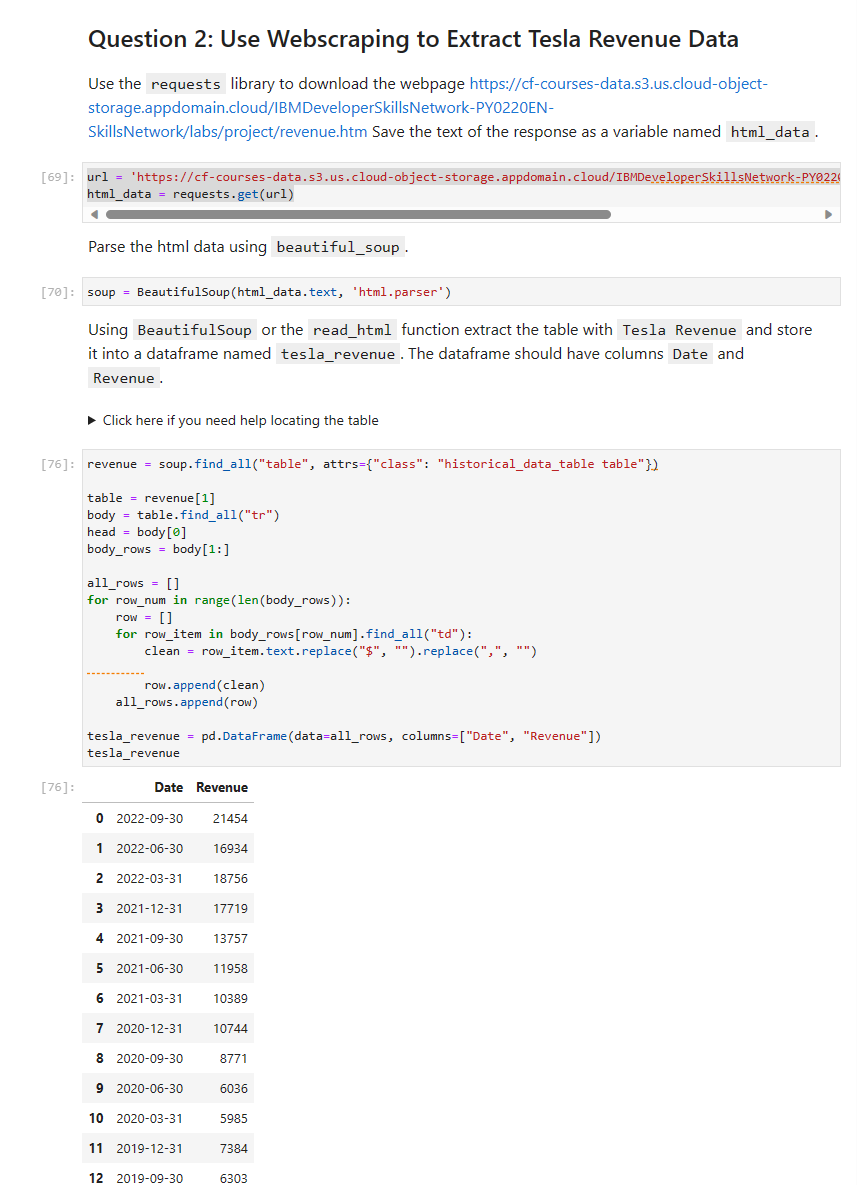 Question 2: Use Webscraping to Extract Tesla Revenue Data
Use the requests library to download the webpage https://cf-courses-data.s3.us.cloud-object-
storage.appdomain.cloud/IBMDeveloperSkillsNetwork-PY0220EN-
SkillsNetwork/labs/project/revenue.htm Save the text of the response as a variable named html_data.
[69]: url = 'https://cf-courses-data.s3.us.cloud-object-storage.appdomain.cloud/IBMDeveloperSkillsNetwork-PY0220
html_data = requests.get(url)
Parse the html data using beautiful_soup.
[70]: soup = BeautifulSoup(html_data.text, 'html.parser')
Using BeautifulSoup or the read_html function extract the table with Tesla Revenue and store
it into a dataframe named tesla_revenue. The dataframe should have columns Date and
Revenue.
Click here if you need help locating the table
[76]: revenue = soup.find_all("table", attrs={"class": "historical_data_table table"})
table = revenue[1]
body = table.find_all("tr")
head = body[0]
body_rows = body[1:]
all_rows = []
for row_num in range(len(body_rows)):
    row = []
    for row_item in body_rows[row_num].find_all("td"):
        clean = row_item.text.replace("$", "").replace(",", "")
        row.append(clean)
    all_rows.append(row)
tesla_revenue = pd.DataFrame(data=all_rows, columns=["Date", "Revenue"])
tesla_revenue
[76]: Date Revenue
0 2022-09-30 21454
1 2022-06-30 16934
2 2022-03-31 18756
3 2021-12-31 17719
4 2021-09-30 13757
5 2021-06-30 11958
6 2021-03-31 10389
7 2020-12-31 10744
8 2020-09-30 8771
9 2020-06-30 6036
10 2020-03-31 5985
11 2019-12-31 7384
12 2019-09-30 6303